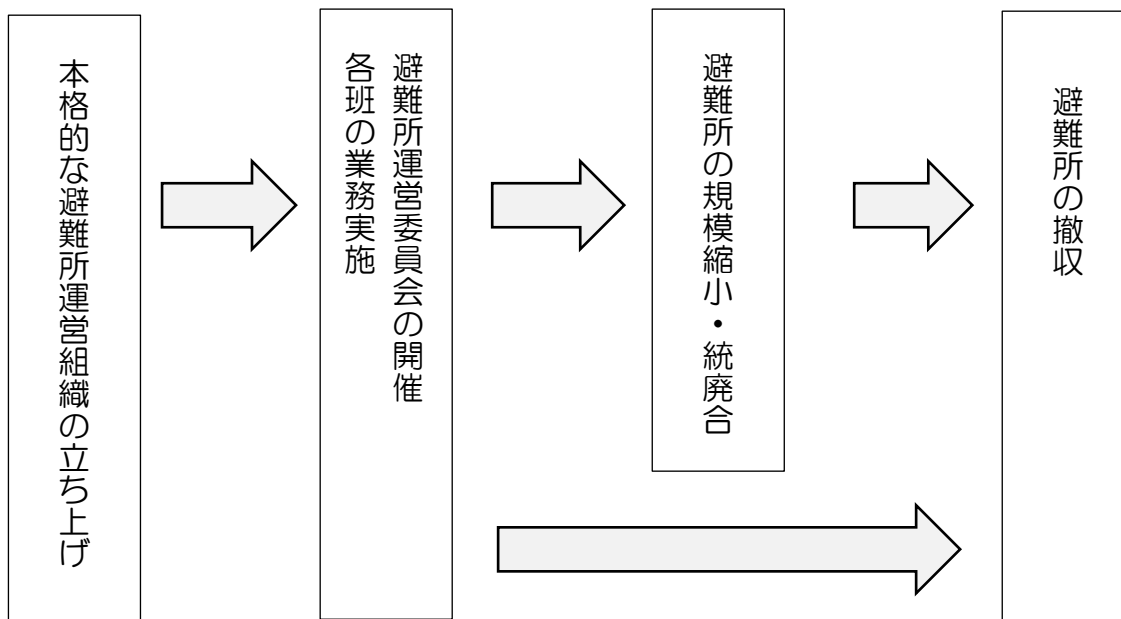 本格的な避難所運営組織の立ち上げ
避難所運営委員会の開催
各班の業務実施
避難所の規模縮小・統廃合
避難所の撤収